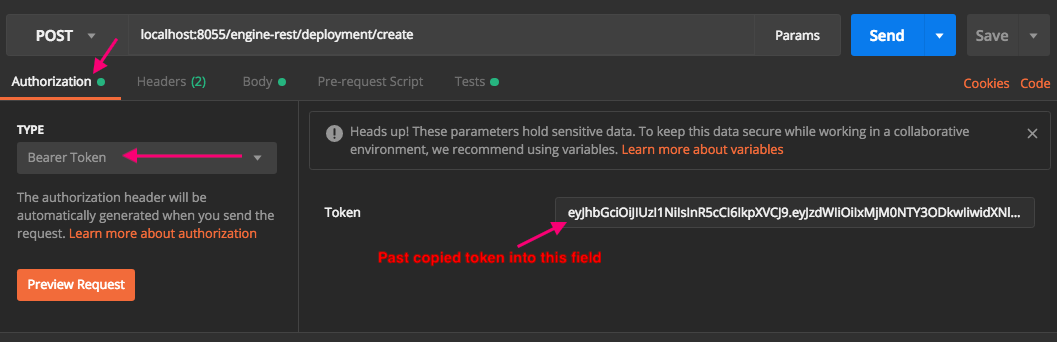 POST
localhost:8055/engine-rest/deployment/create
Params
Send
Save
Authorization
Headers (2)
Body
Pre-request Script
Tests
Cookies
Code
TYPE
Bearer Token
The authorization header will be
automatically generated when you send the
request. Learn more about authorization
Preview Request
Heads up! These parameters hold sensitive data. To keep this data secure while working in a collaborative
environment, we recommend using variables. Learn more about variables
Token
eyJhbGciOiJIUzI1NiIsInR5cCI6IkpXVCJ9.eyJzdWIiOiIxMjM0NTY3ODkwIiwidXNl...
Past copied token into this field